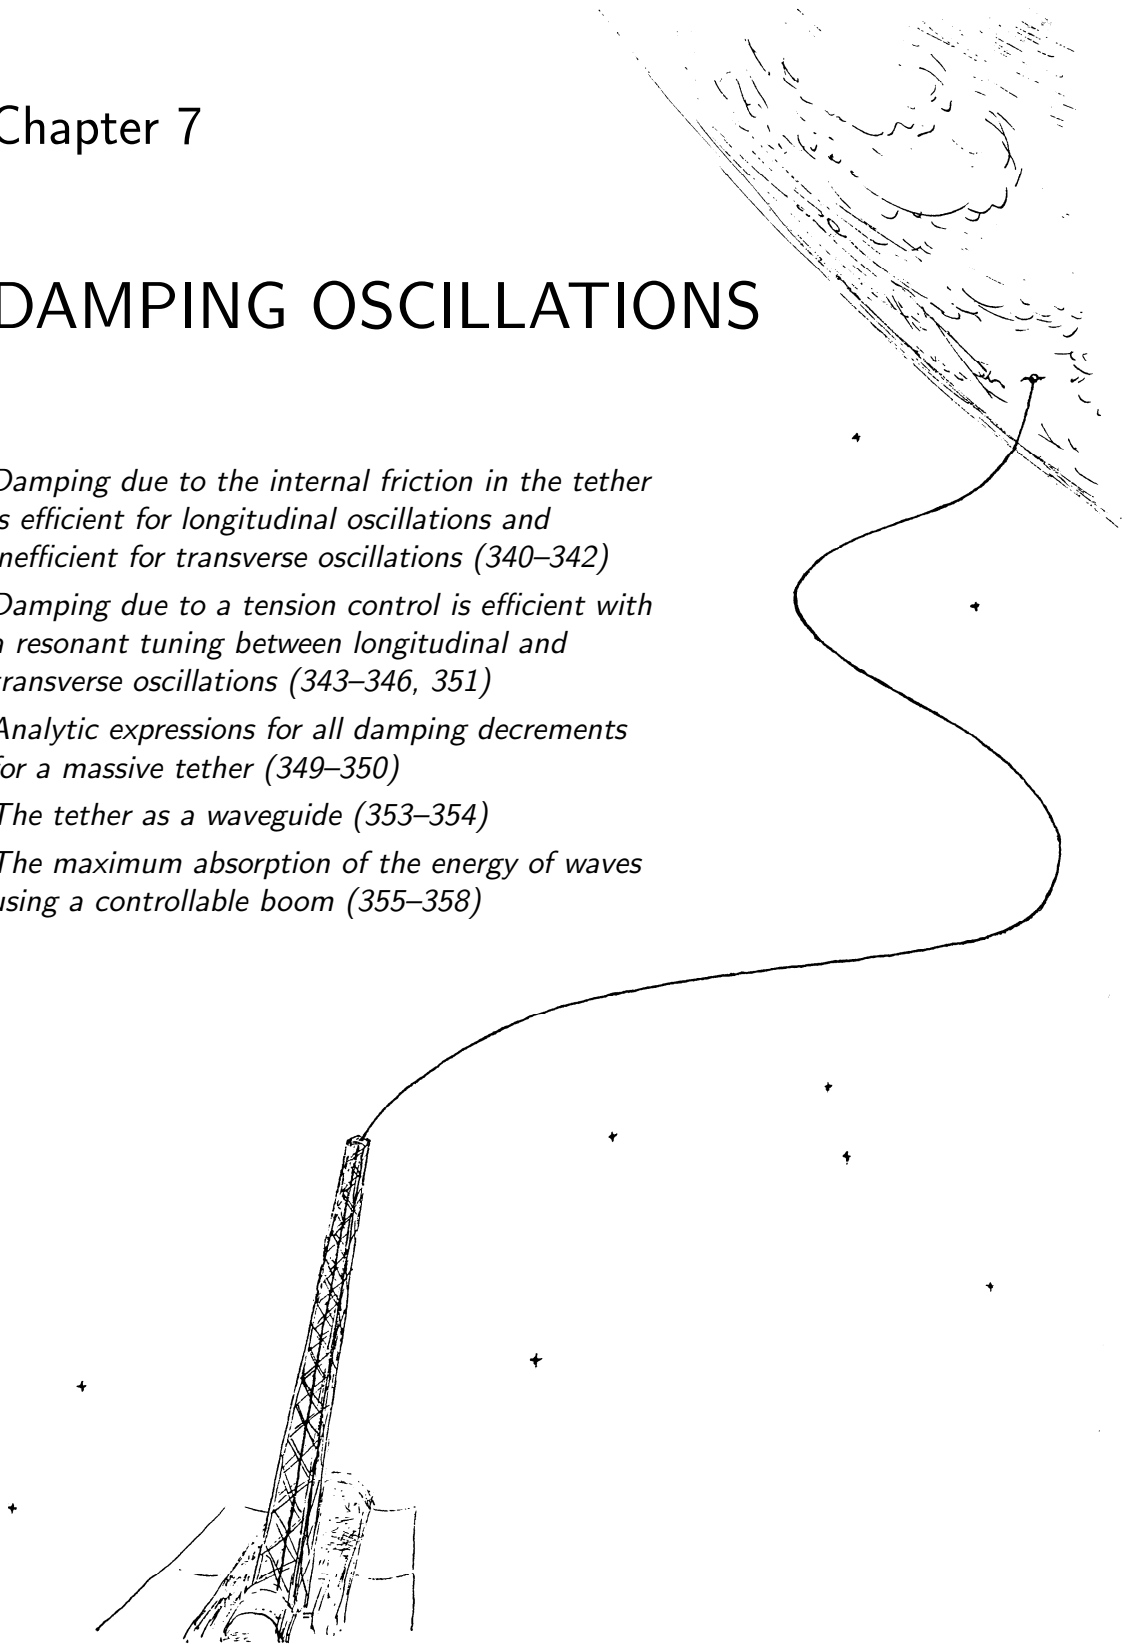 Chapter 7
DAMPING OSCILLATIONS
Damping due to the internal friction in the tether
is efficient for longitudinal oscillations and
inefficient for transverse oscillations (340–342)
Damping due to a tension control is efficient with
a resonant tuning between longitudinal and
transverse oscillations (343–346, 351)
Analytic expressions for all damping decrements
for a massive tether (349–350)
The tether as a waveguide (353–354)
The maximum absorption of the energy of waves
using a controllable boom (355–358)